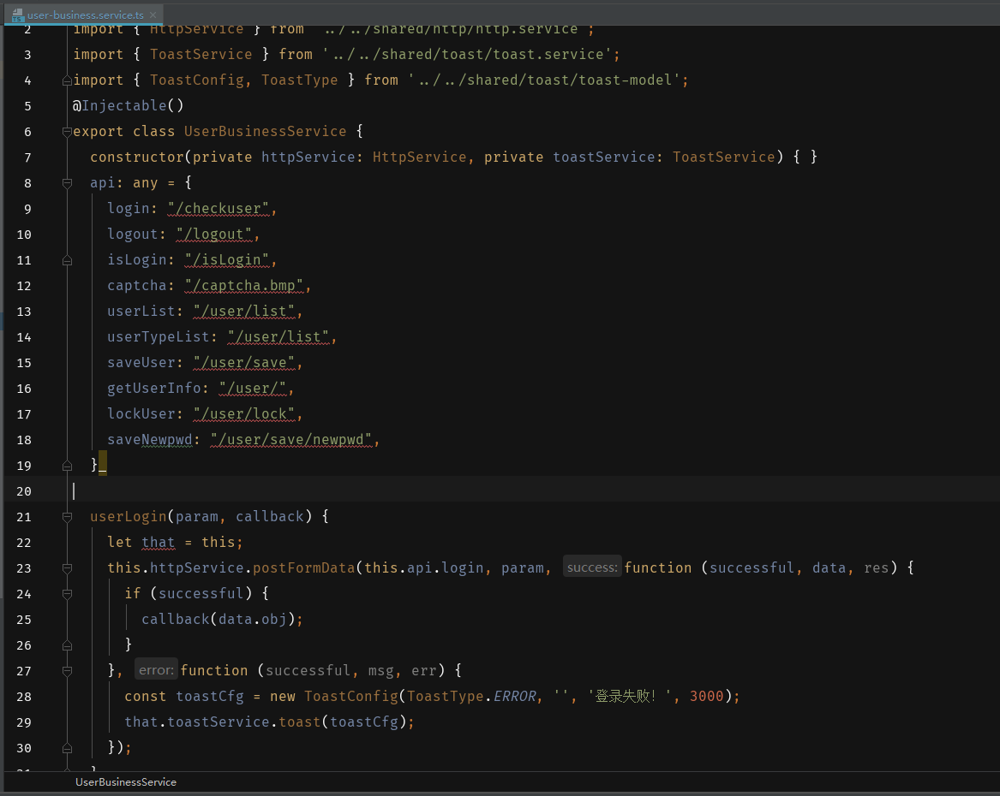 user-business.service.ts
2 import { HttpService } from '../../shared/http/http.service';
3 import { ToastService } from '../../shared/toast/toast.service';
4 import { ToastConfig, ToastType } from '../../shared/toast/toast-model';
5 @Injectable()
6 export class UserBusinessService {
7 constructor(private httpService: HttpService, private toastService: ToastService) { }
8 api: any = {
9 login: "/checkuser",
10 logout: "/logout",
11 isLogin: "/isLogin",
12 captcha: "/captcha.bmp",
13 userList: "/user/list",
14 userTypeList: "/user/list",
15 saveUser: "/user/save",
16 getUserInfo: "/user/",
17 lockUser: "/user/lock",
18 saveNewpwd: "/user/save/newpwd",
19 }
20
21 userLogin(param, callback) {
22 let that = this;
23 this.httpService.postFormData(this.api.login, param, success: function (successful, data, res) {
24 if (successful) {
25 callback(data.obj);
26 }
27 }, error: function (successful, msg, err) {
28 const toastCfg = new ToastConfig(ToastType.ERROR, '', '登录失败！', 3000);
29 that.toastService.toast(toastCfg);
30 });
31 }
UserBusinessService